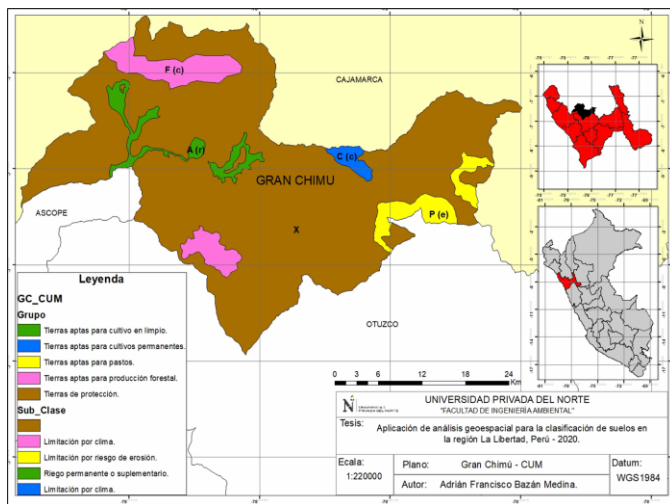 N
CAJAMARCA
F (c)
A (r)
C (c)
GRAN CHIMU
P (e)
X
ASCOPE
OTUZCO
Leyenda
GC_CUM
Grupo
Tierras aptas para cultivo en limpio.
Tierras aptas para cultivos permanentes.
Tierras aptas para pastos.
Tierras aptas para producción forestal.
Tierras de protección.
Sub_Clase
Limitación por clima.
Limitación por riesgo de erosión.
Riego permanente o suplementario.
Limitación por clima.
0 3 6 12 18 24
Km
UNIVERSIDAD PRIVADA DEL NORTE
"FACULTAD DE INGENIERÍA AMBIENTAL"
N
PRIVADA DEL NORTE
Tesis: Aplicación de análisis geoespacial para la clasificación de suelos en
la región La Libertad, Perú - 2020.
Ecala:
1:220000
Plano: Gran Chimú - CUM
Autor: Adrián Francisco Bazán Medina.
Datum:
WGS1984